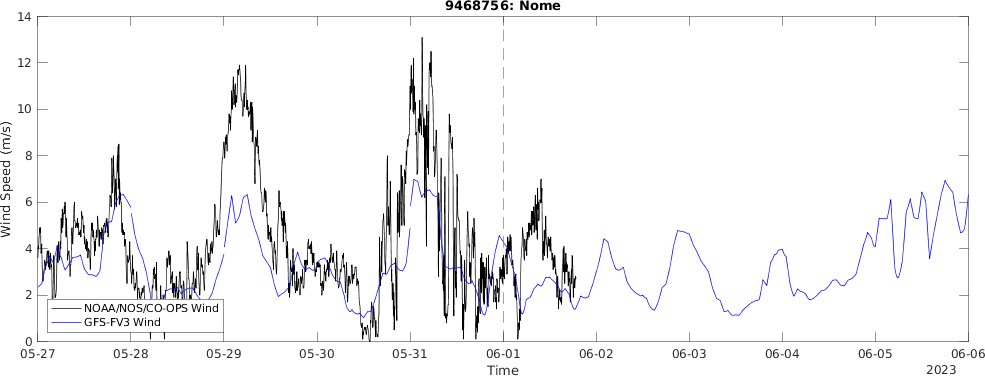 9468756: Nome
14
12
10
8
6
4
2
0
Wind Speed (m/s)
NOAA/NOS/CO-OPS Wind
GFS-FV3 Wind
05-27 05-28 05-29 05-30 05-31 06-01 06-02 06-03 06-04 06-05 06-06
Time
2023